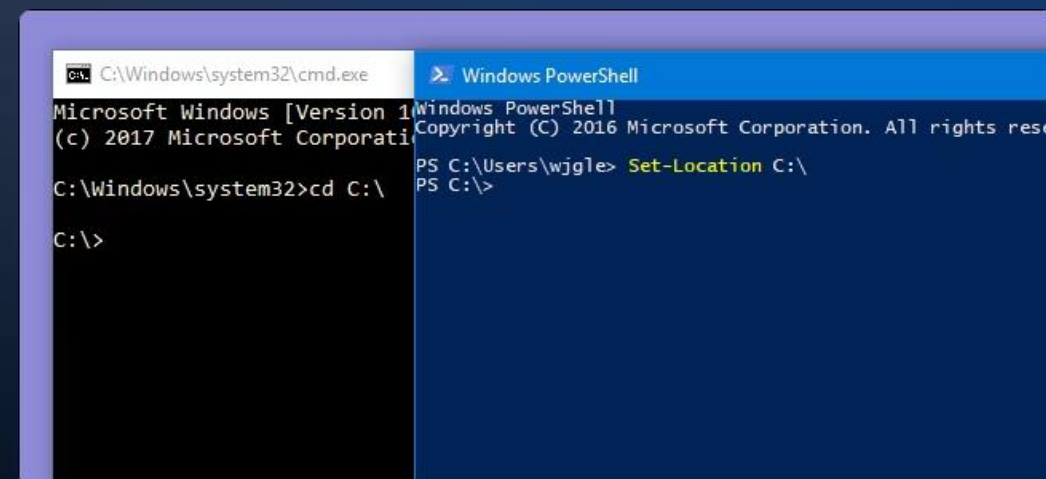 C:\Windows\system32\cmd.exe
Microsoft Windows [Version 1
(c) 2017 Microsoft Corporati
C:\Windows\system32>cd C:\
C:\>
Windows PowerShell
Windows PowerShell
Copyright (C) 2016 Microsoft Corporation. All rights rese
PS C:\Users\wjgle> Set-Location C:\
PS C:\>